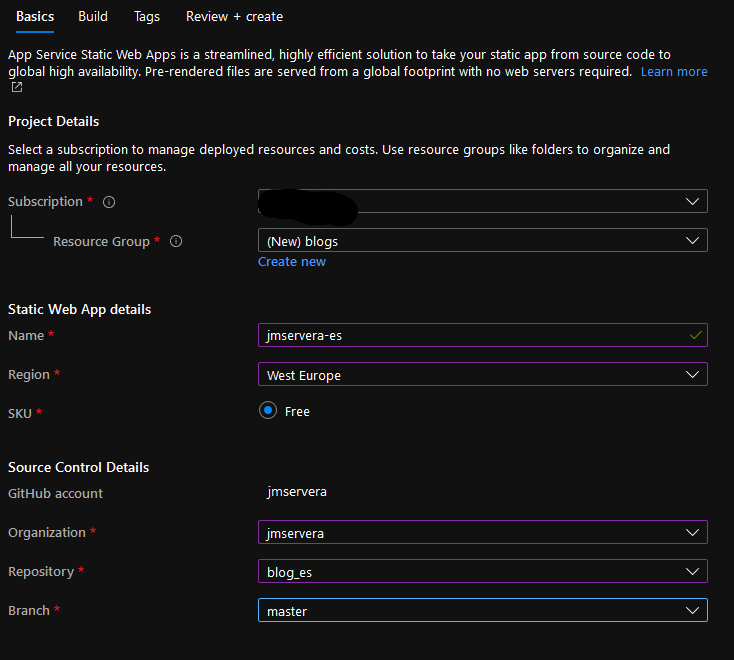 Basics Build Tags Review + create
App Service Static Web Apps is a streamlined, highly efficient solution to take your static app from source code to
global high availability. Pre-rendered files are served from a global footprint with no web servers required. Learn more
Project Details
Select a subscription to manage deployed resources and costs. Use resource groups like folders to organize and
manage all your resources.
Subscription *
Resource Group * (New) blogs
Create new
Static Web App details
Name * jmservera-es
Region * West Europe
SKU * Free
Source Control Details
GitHub account jmservera
Organization * jmservera
Repository * blog_es
Branch * master